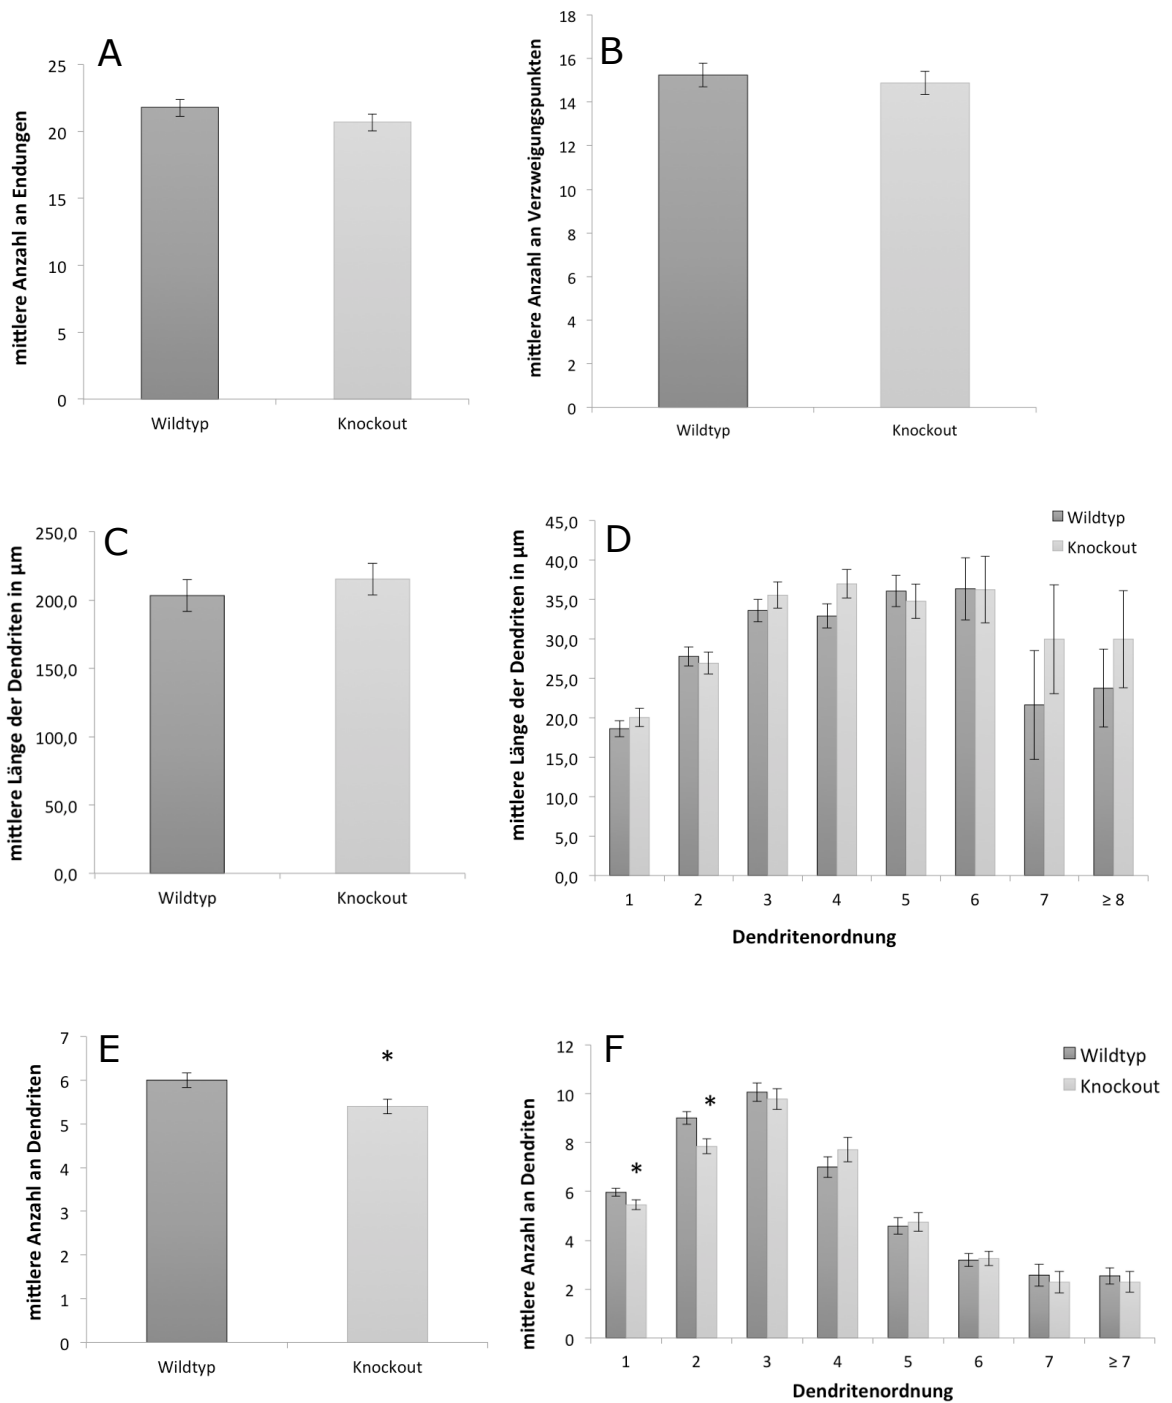 A
mittlere Anzahl an Endungen
25
20
15
10
5
0
Wildtyp Knockout
B
mittlere Anzahl an Verzweigungspunkten
18
16
14
12
10
8
6
4
2
0
Wildtyp Knockout
C
mittlere Länge der Dendriten in µm
250,0
200,0
150,0
100,0
50,0
0,0
Wildtyp Knockout
D
Wildtyp
Knockout
mittlere Länge der Dendriten in µm
45,0
40,0
35,0
30,0
25,0
20,0
15,0
10,0
5,0
0,0
1 2 3 4 5 6 7 ≥ 8
Dendritenordnung
E
mittlere Anzahl an Dendriten
7
6
5
4
3
2
1
0
*
Wildtyp Knockout
F
Wildtyp
Knockout
mittlere Anzahl an Dendriten
12
10
8
6
4
2
0
*
*
1 2 3 4 5 6 7 ≥ 7
Dendritenordnung